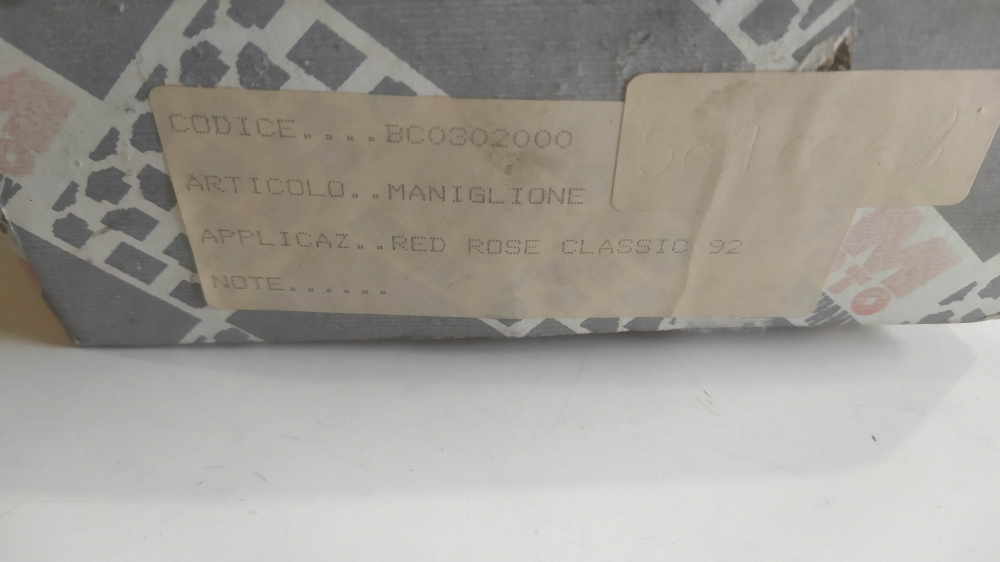 CODICE....BC0302000
ARTICOLO..MANIGLIONE
APPLICAZ..RED ROSE CLASSIC 92
NOTE......